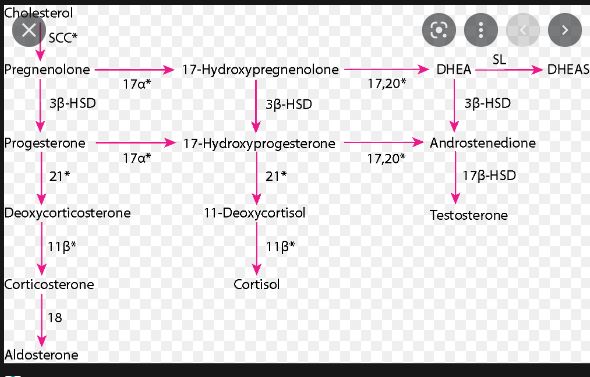 Cholesterol
SCC*
SL
Pregnenolone 17-Hydroxypregnenolone DHEA DHEAS
17α* 17,20*
3β-HSD 3β-HSD 3β-HSD
Progesterone 17-Hydroxyprogesterone Androstenedione
17α* 17,20*
21* 21* 17β-HSD
Deoxycorticosterone 11-Deoxycortisol Testosterone
11β* 11β*
Corticosterone Cortisol
18
Aldosterone